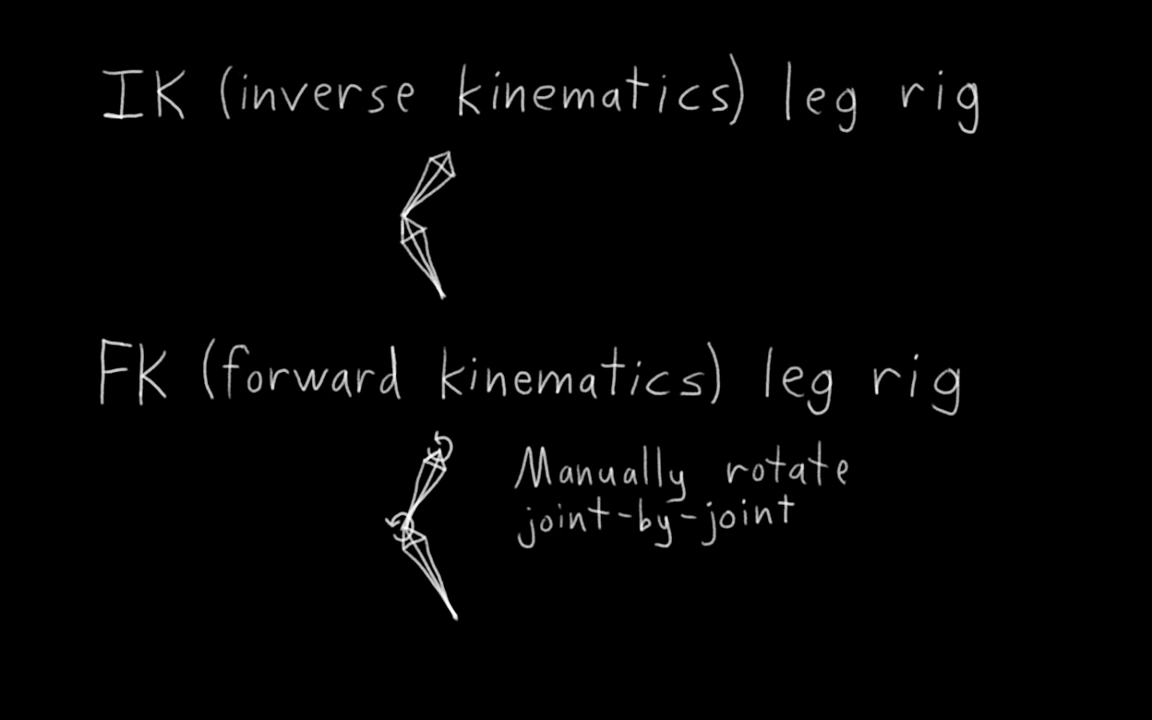 IK (inverse kinematics) leg rig
FK (forward kinematics) leg rig
Manually rotate
joint-by-joint